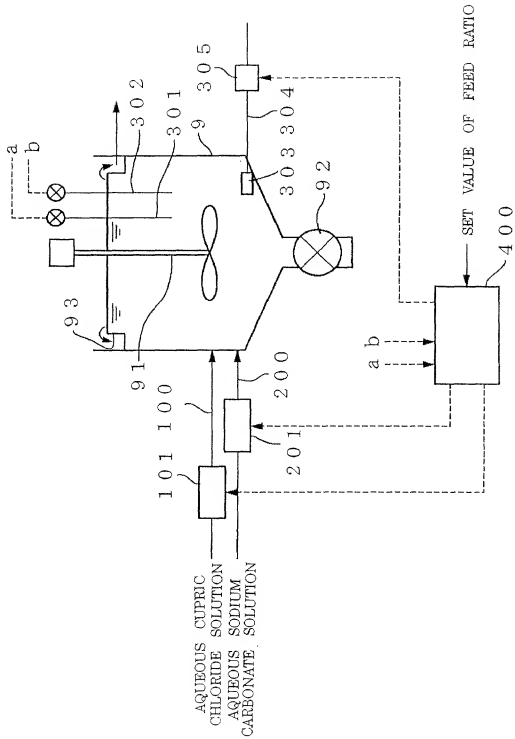 a
b
302
301
93
91
9
305
304
303
92
101
100
200
201
AQUEOUS CUPRIC
CHLORIDE SOLUTION
AQUEOUS SODIUM
CARBONATE SOLUTION
a
b
SET VALUE OF FEED RATIO
400